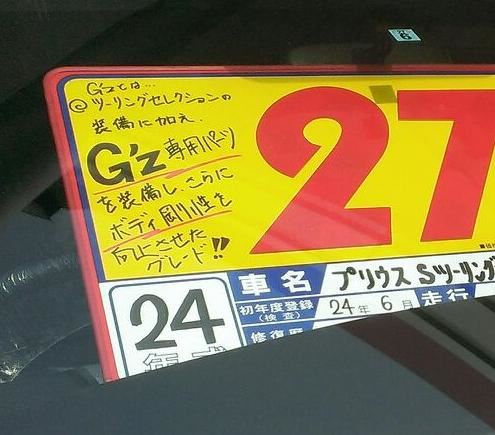 G'zとは…
◎ツーリングセレクションの
装備に加え、
G'z専用パーツ
を装備し、さらに
ボディ剛性を
向上させた
グレード!!
27
車名 プリウス Sツーリング
初年度登録(検査) 24年 6月 走行
24
年式
修復歴
6